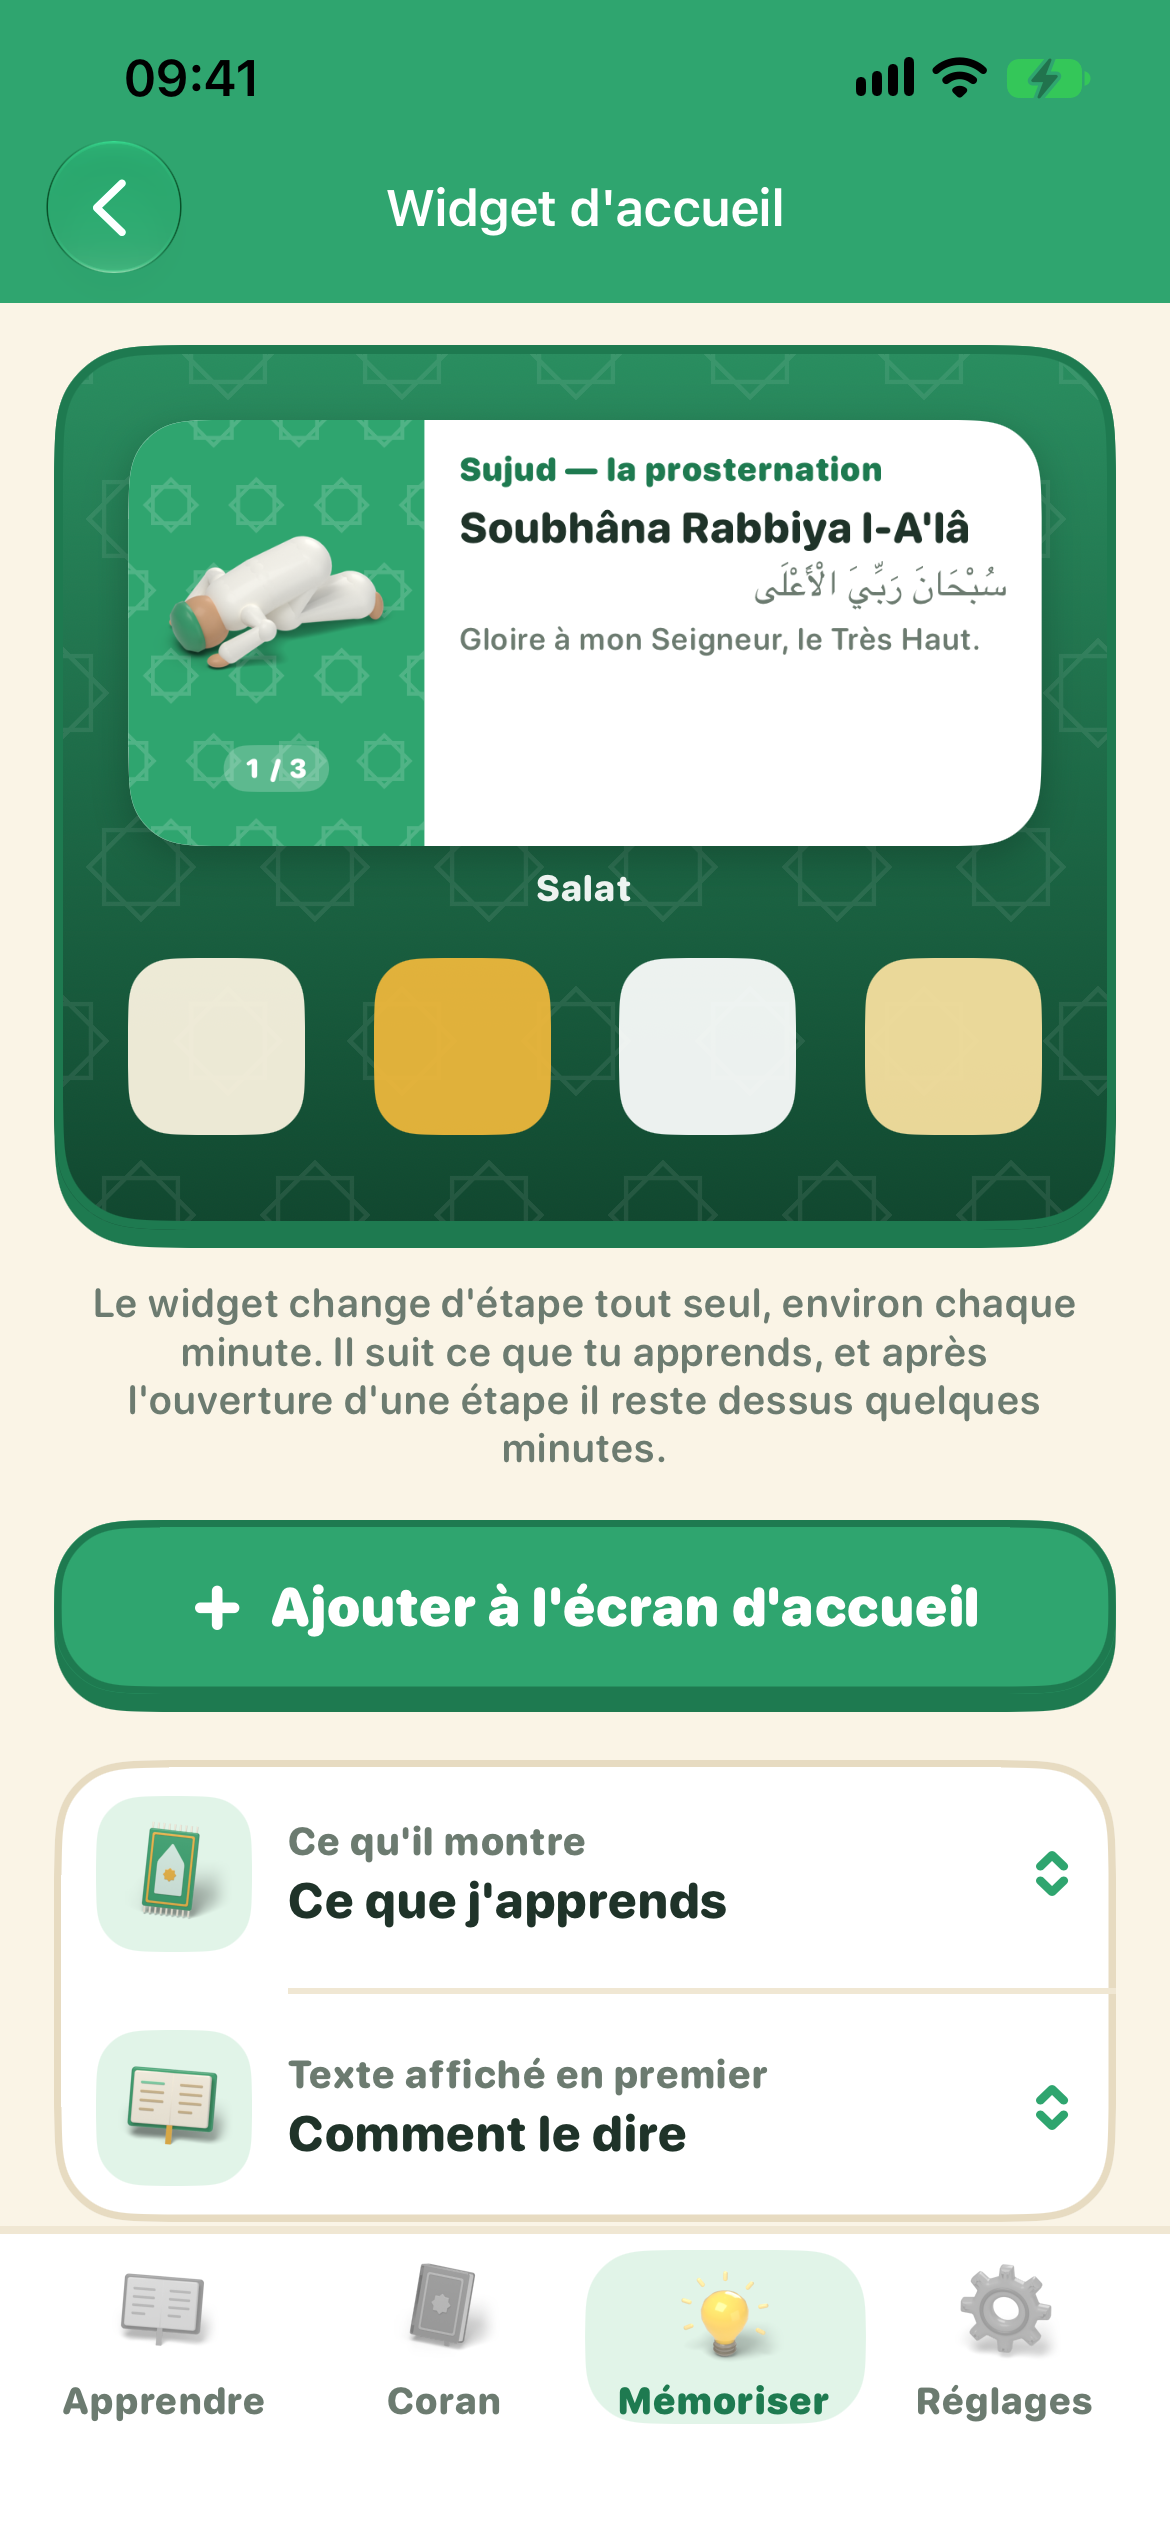 09:41
Widget d'accueil
Sujud — la prosternation
Soubhâna Rabbiya l-A'lâ
سُبْحَانَ رَبِّيَ الْأَعْلَى
Gloire à mon Seigneur, le Très Haut.
1 / 3
Salat
Le widget change d'étape tout seul, environ chaque
minute. Il suit ce que tu apprends, et après
l'ouverture d'une étape il reste dessus quelques
minutes.
+ Ajouter à l'écran d'accueil
Ce qu'il montre
Ce que j'apprends
Texte affiché en premier
Comment le dire
Apprendre
Coran
Mémoriser
Réglages